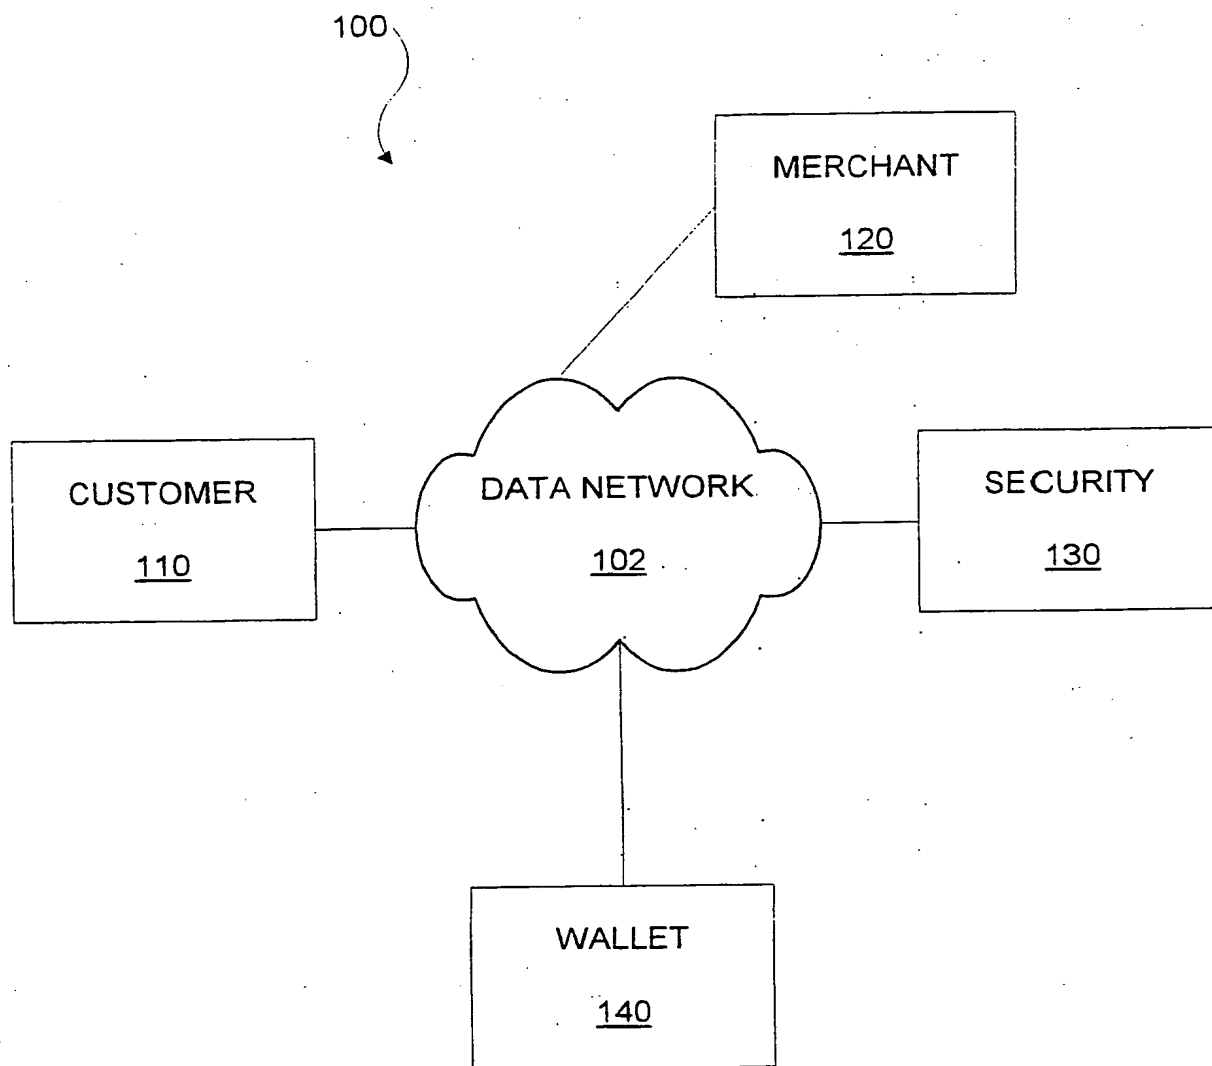 100
MERCHANT
120
CUSTOMER
110
DATA NETWORK
102
SECURITY
130
WALLET
140